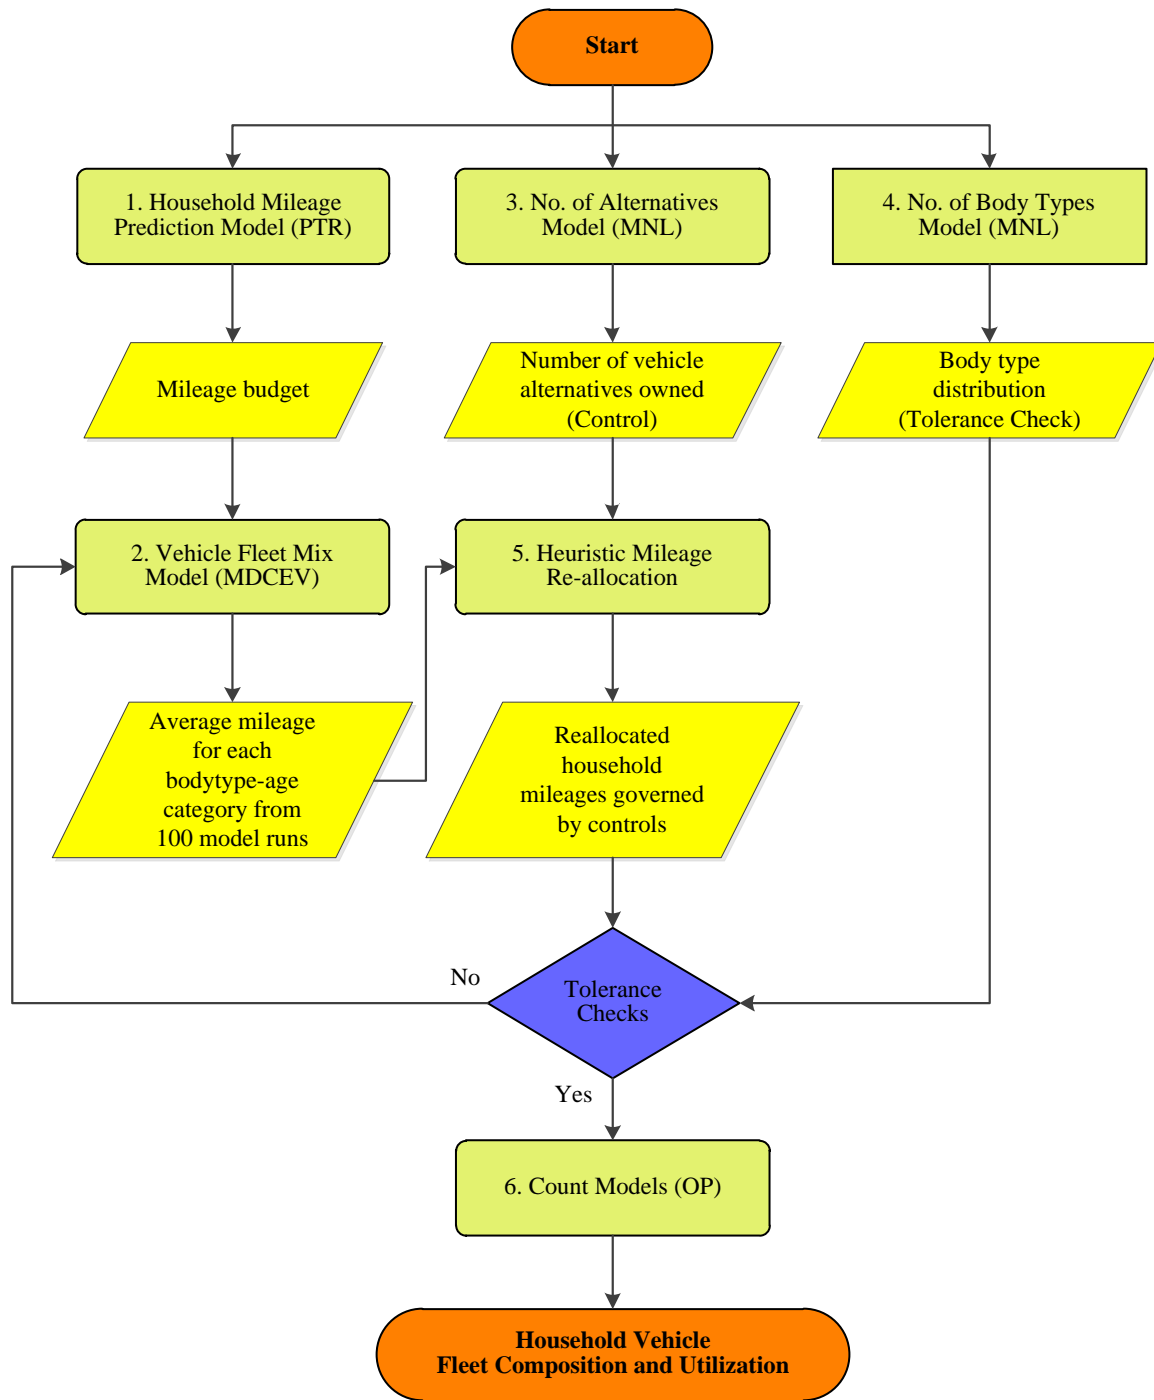 Start
1. Household Mileage
Prediction Model (PTR)
3. No. of Alternatives
Model (MNL)
4. No. of Body Types
Model (MNL)
Mileage budget
Number of vehicle
alternatives owned
(Control)
Body type
distribution
(Tolerance Check)
2. Vehicle Fleet Mix
Model (MDCEV)
5. Heuristic Mileage
Re-allocation
Average mileage
for each
bodytype-age
category from
100 model runs
Reallocated
household
mileages governed
by controls
No
Tolerance
Checks
Yes
6. Count Models (OP)
Household Vehicle
Fleet Composition and Utilization